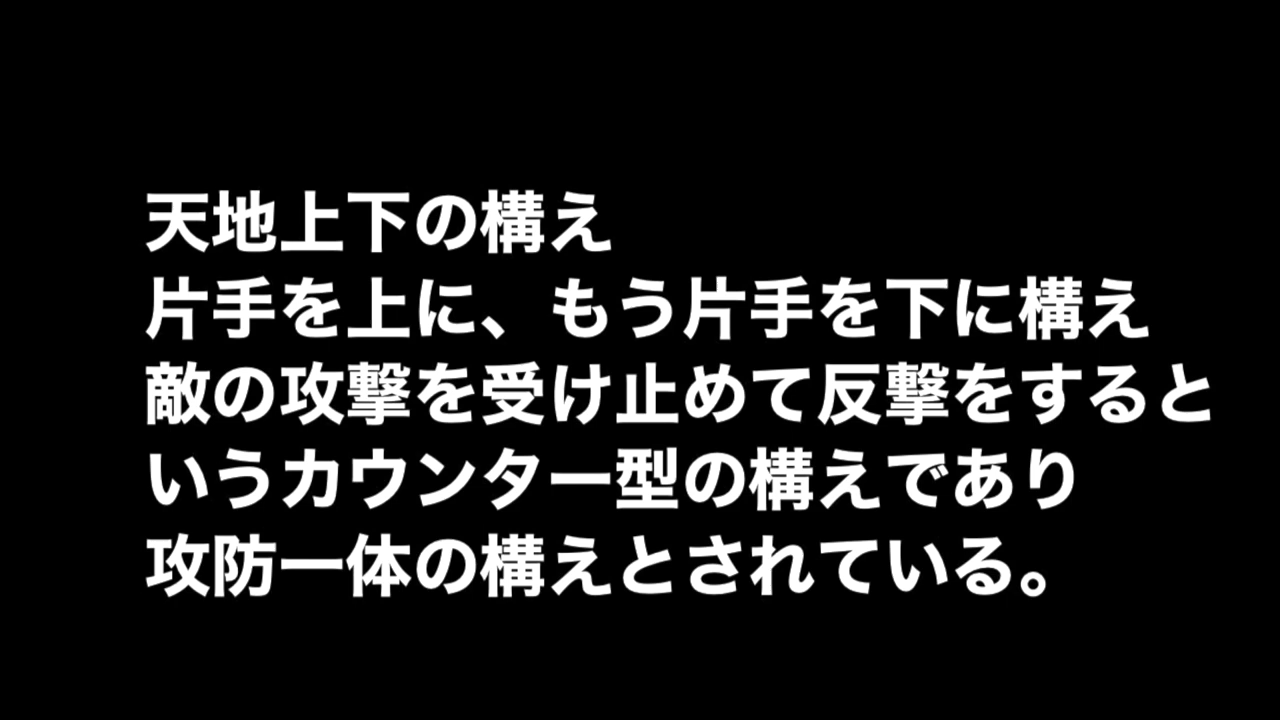 天地上下の構え
片手を上に、もう片手を下に構え
敵の攻撃を受け止めて反撃をすると
いうカウンター型の構えであり
攻防一体の構えとされている。